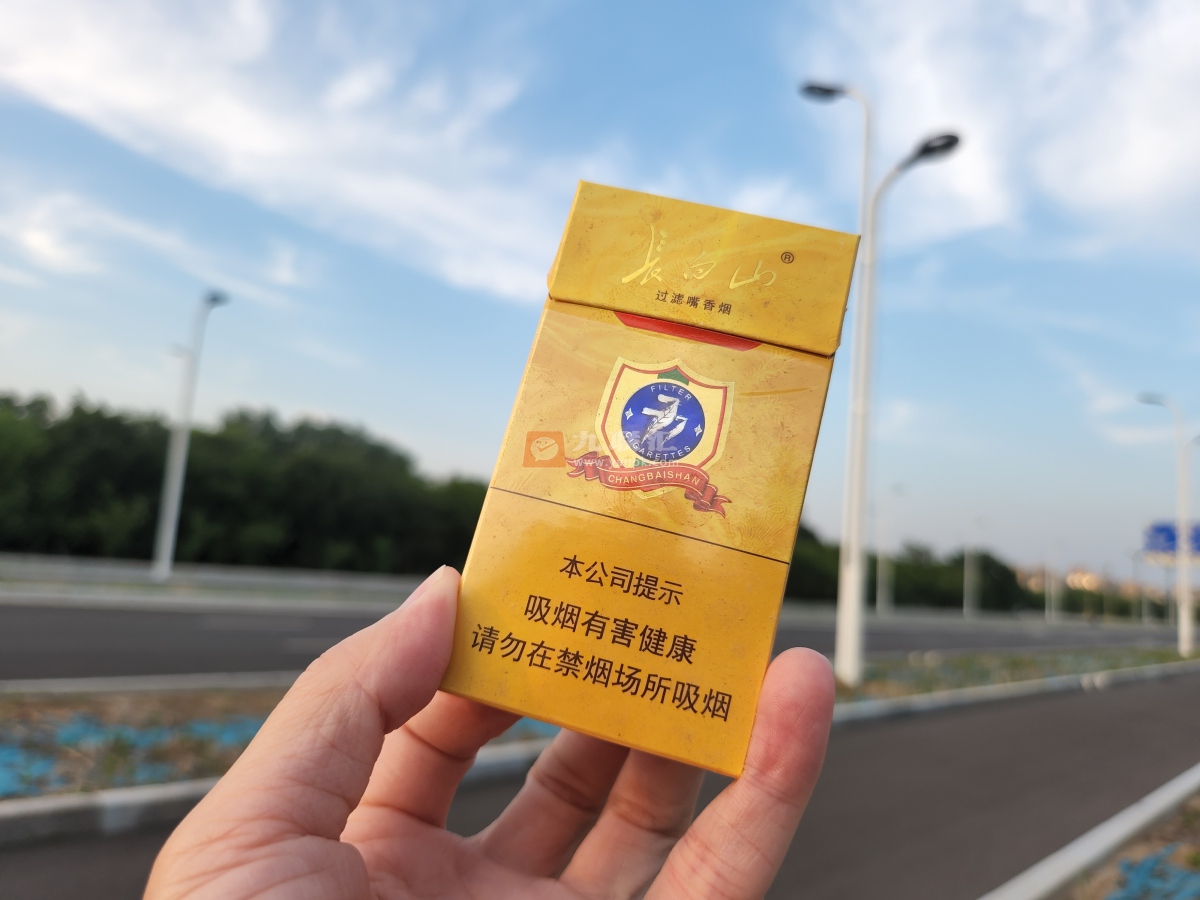 長白山®
过滤嘴香烟
FILTER
CIGARETTES
CHANGBAISHAN
本公司提示
吸烟有害健康
请勿在禁烟场所吸烟